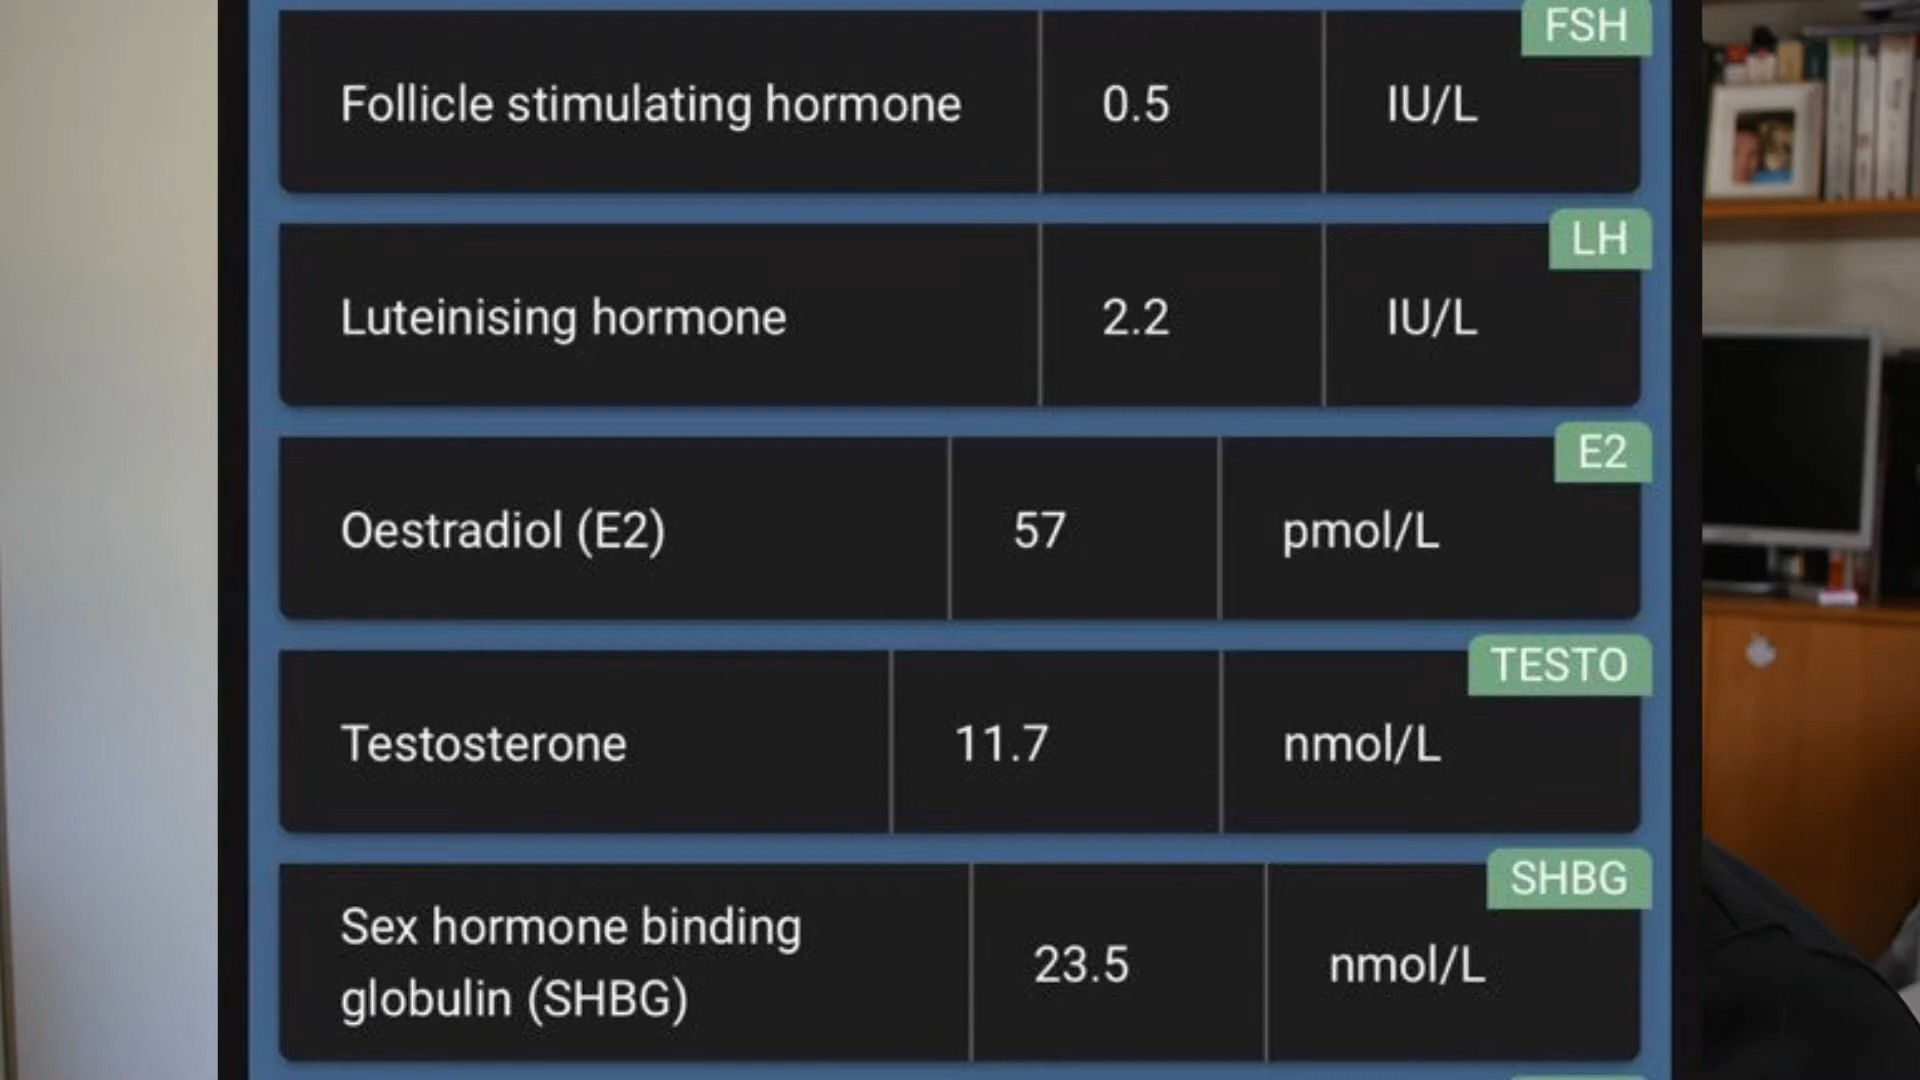 FSH
Follicle stimulating hormone 0.5 IU/L
LH
Luteinising hormone 2.2 IU/L
E2
Oestradiol (E2) 57 pmol/L
TESTO
Testosterone 11.7 nmol/L
SHBG
Sex hormone binding
globulin (SHBG) 23.5 nmol/L